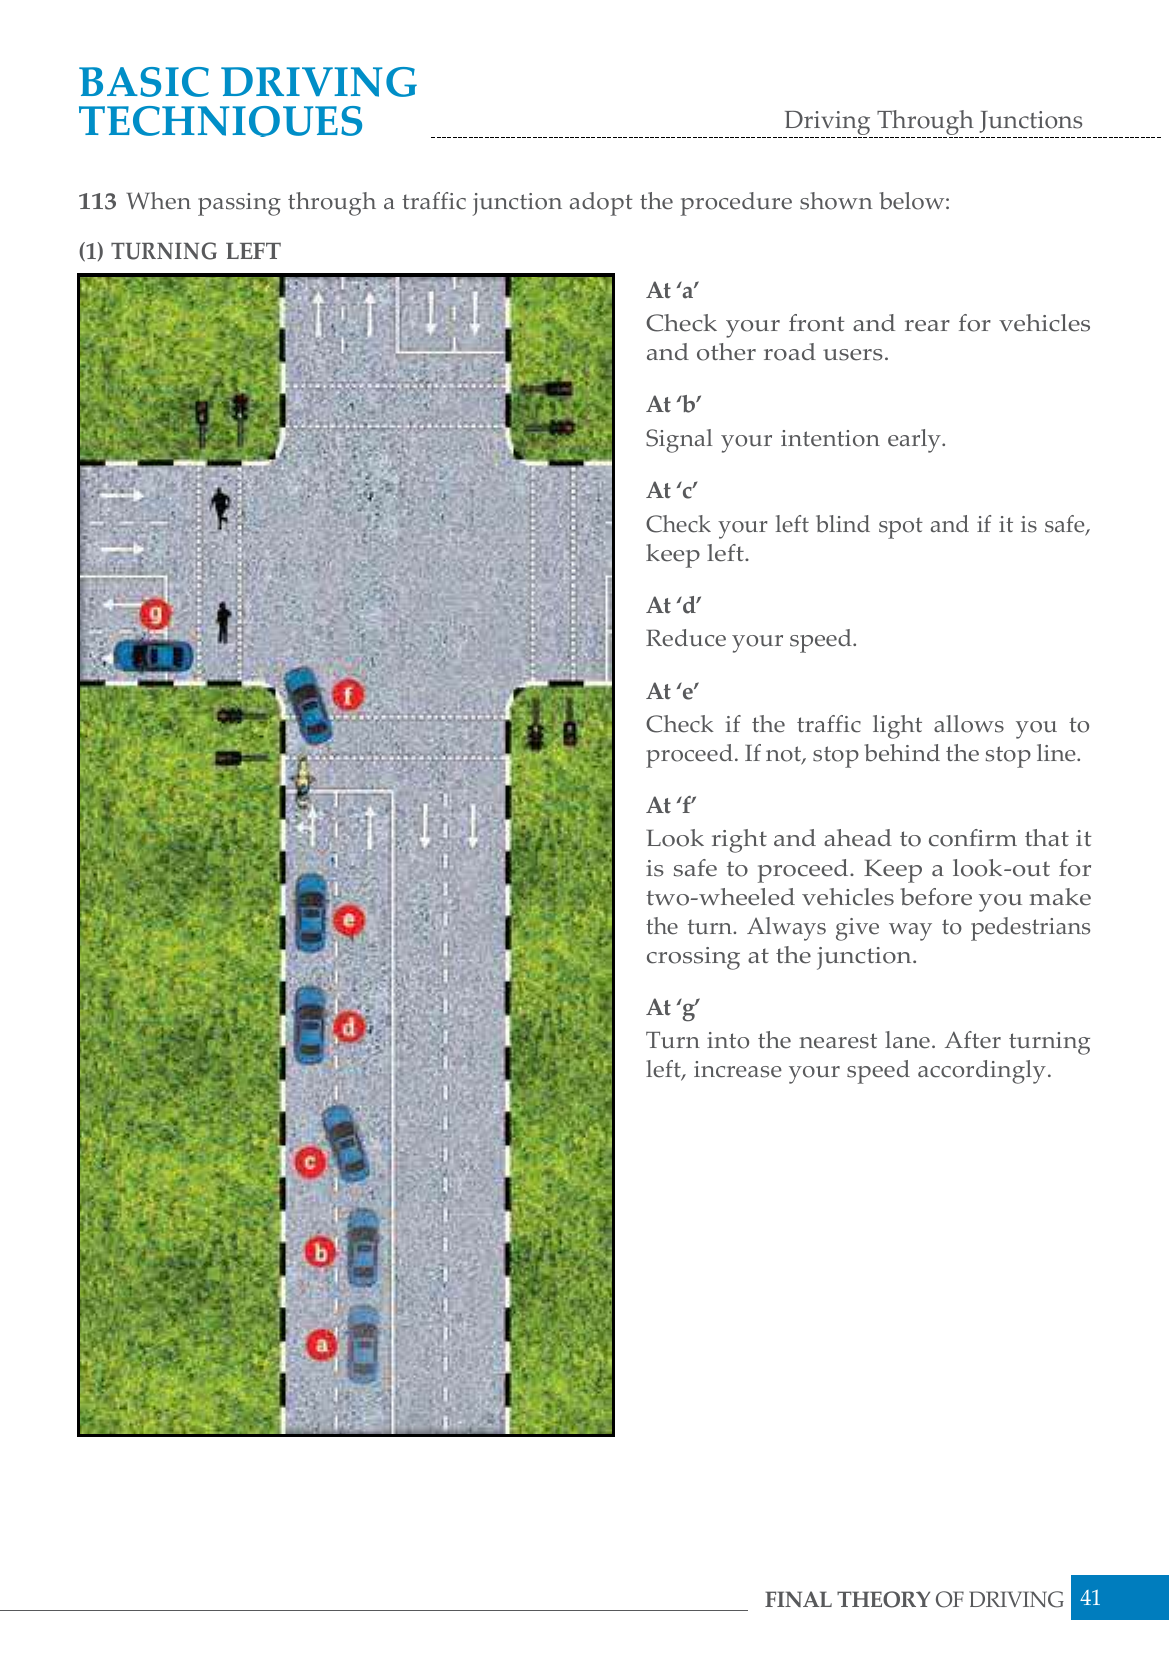 BASIC DRIVING
TECHNIQUES
Driving Through Junctions
113 When passing through a traffic junction adopt the procedure shown below:
(1) TURNING LEFT
g
f
e
d
c
b
a
At ‘a’
Check your front and rear for vehicles
and other road users.
At ‘b’
Signal your intention early.
At ‘c’
Check your left blind spot and if it is safe,
keep left.
At ‘d’
Reduce your speed.
At ‘e’
Check if the traffic light allows you to
proceed. If not, stop behind the stop line.
At ‘f’
Look right and ahead to confirm that it
is safe to proceed. Keep a look-out for
two-wheeled vehicles before you make
the turn. Always give way to pedestrians
crossing at the junction.
At ‘g’
Turn into the nearest lane. After turning
left, increase your speed accordingly.
FINAL THEORY OF DRIVING 41